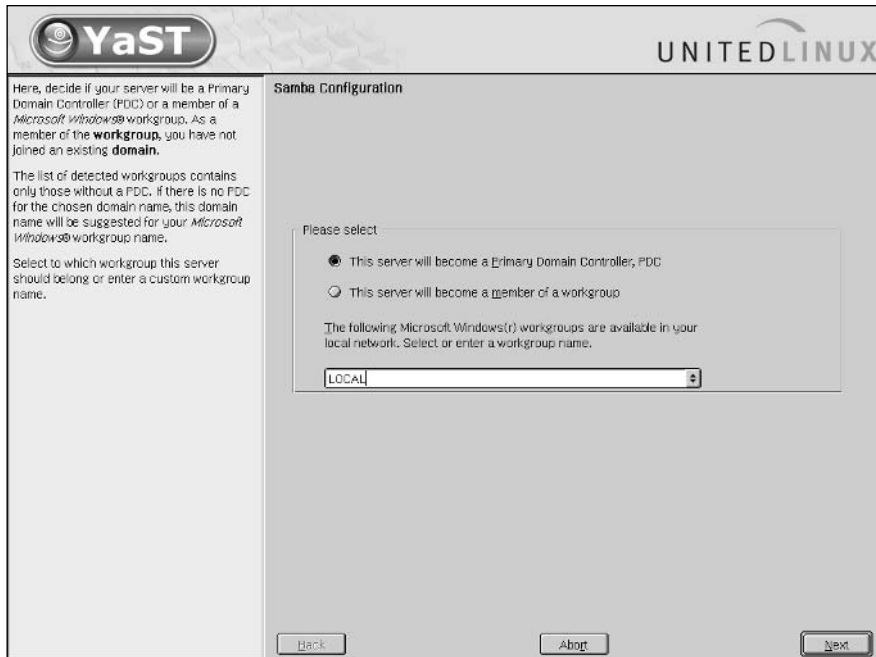 YaST
UNITEDLINUX
Here, decide if your server will be a Primary
Domain Controller (PDC) or a member of a
Microsoft Windows® workgroup. As a
member of the workgroup, you have not
joined an existing domain.
The list of detected workgroups contains
only those without a PDC. If there is no PDC
for the chosen domain name, this domain
name will be suggested for your Microsoft
Windows® workgroup name.
Select to which workgroup this server
should belong or enter a custom workgroup
name.
Samba Configuration
Please select
This server will become a Primary Domain Controller, PDC
This server will become a member of a workgroup
The following Microsoft Windows(r) workgroups are available in your
local network. Select or enter a workgroup name.
LOCAL
Back
Abort
Next